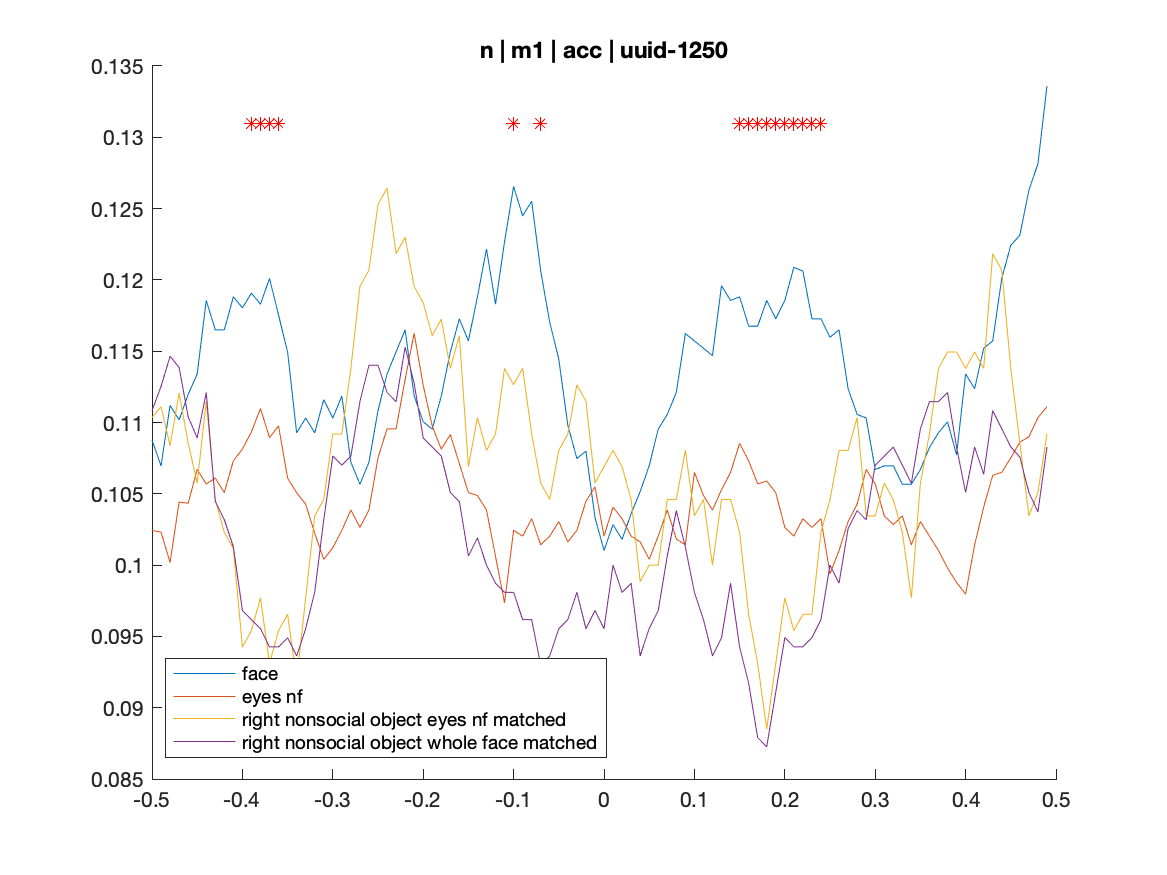 n | m1 | acc | uuid-1250
0.135
0.13
0.125
0.12
0.115
0.11
0.105
0.1
0.095
0.09
0.085
face
eyes nf
right nonsocial object eyes nf matched
right nonsocial object whole face matched
-0.5 -0.4 -0.3 -0.2 -0.1 0 0.1 0.2 0.3 0.4 0.5